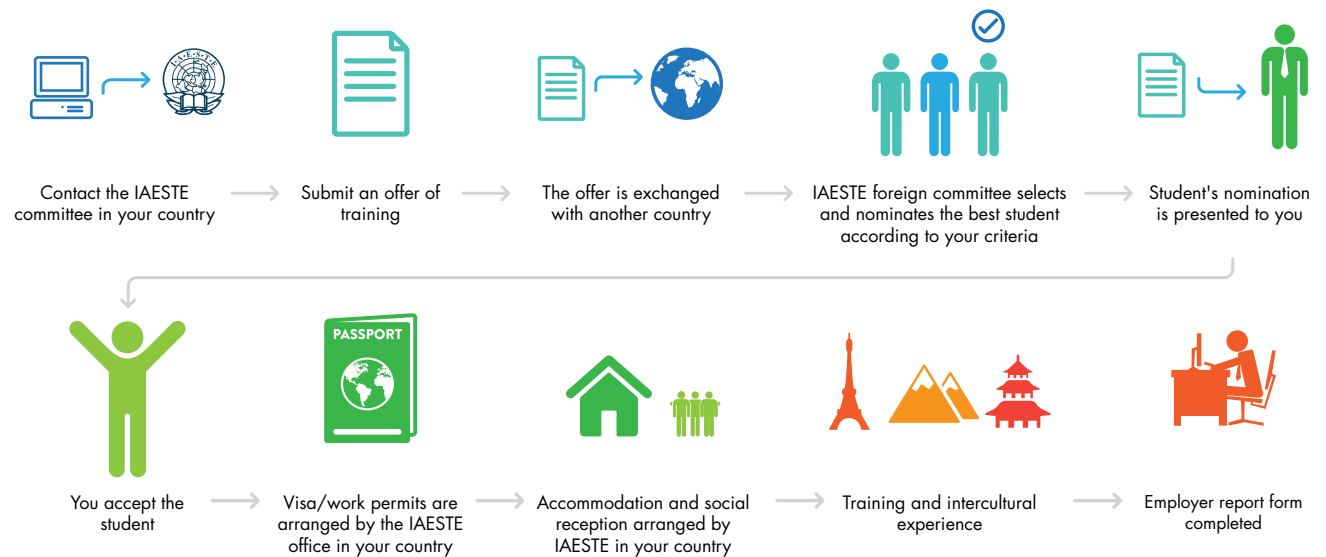 I·A·E·S·T·E
Contact the IAESTE
committee in your country
Submit an offer of
training
The offer is exchanged
with another country
IAESTE foreign committee selects
and nominates the best student
according to your criteria
Student's nomination
is presented to you
PASSPORT
You accept the
student
Visa/work permits are
arranged by the IAESTE
office in your country
Accommodation and social
reception arranged by
IAESTE in your country
Training and intercultural
experience
Employer report form
completed